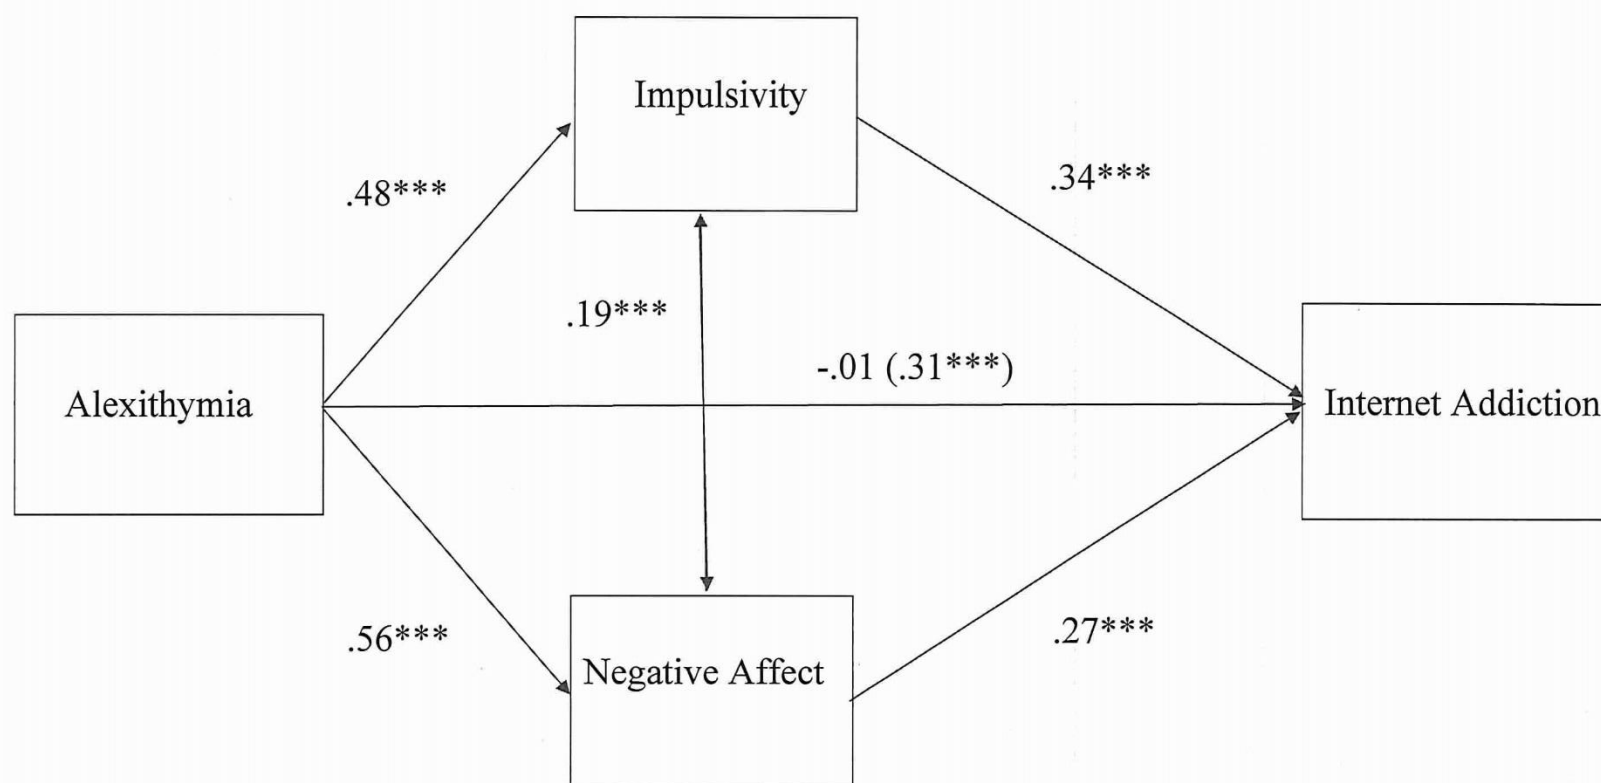 Impulsivity
.48***
.34***
.19***
-.01 (.31***)
Alexithymia
Internet Addiction
.56***
.27***
Negative Affect